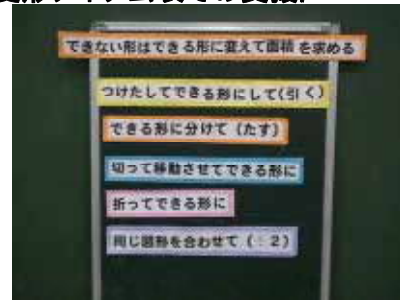 できない形はできる形に変えて面積を求める
つけたしてできる形にして(引く)
できる形に分けて(たす)
切って移動させてできる形に
折ってできる形に
同じ図形を合わせて(÷2)